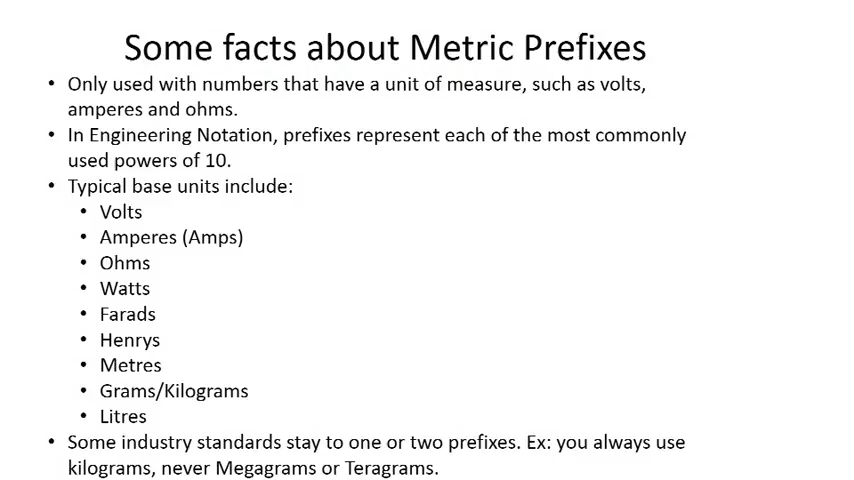 Some facts about Metric Prefixes
• Only used with numbers that have a unit of measure, such as volts,
amperes and ohms.
• In Engineering Notation, prefixes represent each of the most commonly
used powers of 10.
• Typical base units include:
• Volts
• Amperes (Amps)
• Ohms
• Watts
• Farads
• Henrys
• Metres
• Grams/Kilograms
• Litres
• Some industry standards stay to one or two prefixes. Ex: you always use
kilograms, never Megagrams or Teragrams.